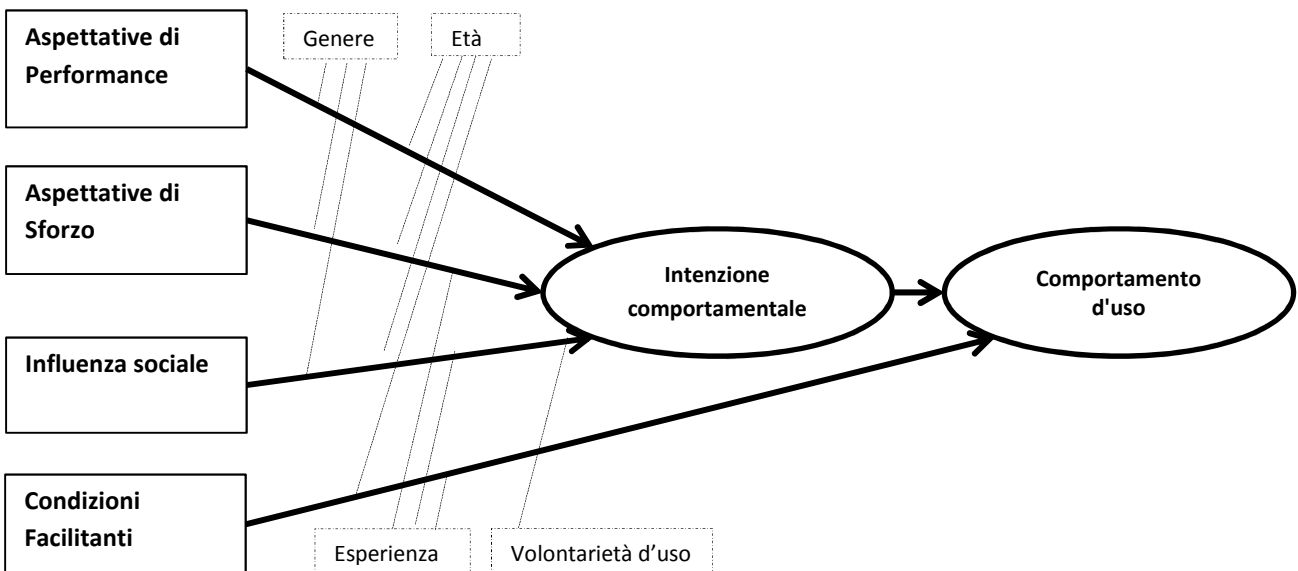 Aspettative di
Performance
Genere
Età
Aspettative di
Sforzo
Intenzione
comportamentale
Comportamento
d'uso
Influenza sociale
Condizioni
Facilitanti
Esperienza
Volontarietà d’uso